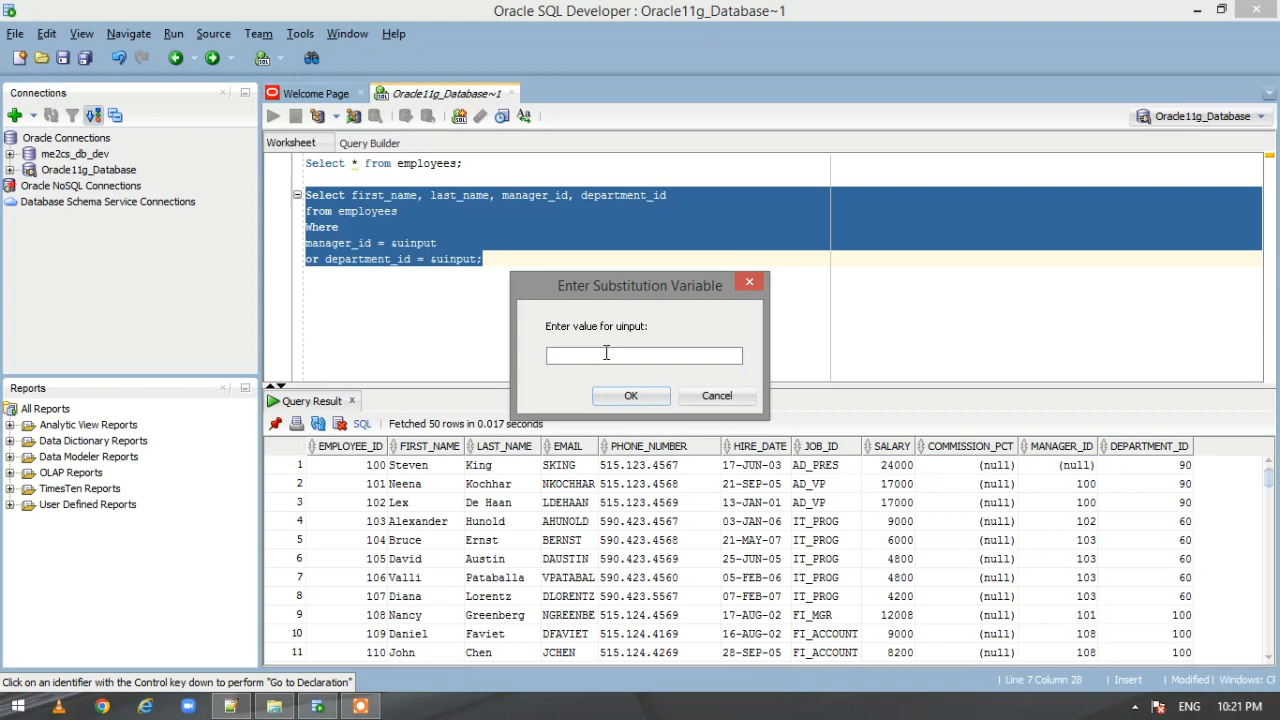 Oracle SQL Developer : Oracle11g_Database~1
File Edit View Navigate Run Source Team Tools Window Help
Connections
Oracle Connections
me2cs_db_dev
Oracle11g_Database
Oracle NoSQL Connections
Database Schema Service Connections
Reports
All Reports
Analytic View Reports
Data Dictionary Reports
Data Modeler Reports
OLAP Reports
TimesTen Reports
User Defined Reports
Welcome Page Oracle11g_Database~1
Oracle11g_Database
Worksheet Query Builder
Select * from employees;
Select first_name, last_name, manager_id, department_id
from employees
Where
manager_id = &uinput
or department_id = &uinput;
Enter Substitution Variable
Enter value for uinput:
OK Cancel
Query Result
SQL Fetched 50 rows in 0.017 seconds
EMPLOYEE_ID FIRST_NAME LAST_NAME EMAIL PHONE_NUMBER HIRE_DATE JOB_ID SALARY COMMISSION_PCT MANAGER_ID DEPARTMENT_ID
1 100 Steven King SKING 515.123.4567 17-JUN-03 AD_PRES 24000 (null) (null) 90
2 101 Neena Kochhar NKOCHHAR 515.123.4568 21-SEP-05 AD_VP 17000 (null) 100 90
3 102 Lex De Haan LDEHAAN 515.123.4569 13-JAN-01 AD_VP 17000 (null) 100 90
4 103 Alexander Hunold AHUNOLD 590.423.4567 03-JAN-06 IT_PROG 9000 (null) 102 60
5 104 Bruce Ernst BERNST 590.423.4568 21-MAY-07 IT_PROG 6000 (null) 103 60
6 105 David Austin DAUSTIN 590.423.4569 25-JUN-05 IT_PROG 4800 (null) 103 60
7 106 Valli Pataballa VPATABAL 590.423.4560 05-FEB-06 IT_PROG 4800 (null) 103 60
8 107 Diana Lorentz DLORENTZ 590.423.5567 07-FEB-07 IT_PROG 4200 (null) 103 60
9 108 Nancy Greenberg NGREENBE 515.124.4569 17-AUG-02 FI_MGR 12008 (null) 101 100
10 109 Daniel Faviet DFAVIET 515.124.4169 16-AUG-02 FI_ACCOUNT 9000 (null) 108 100
11 110 John Chen JCHEN 515.124.4269 28-SEP-05 FI_ACCOUNT 8200 (null) 108 100
Click on an identifier with the Control key down to perform "Go to Declaration"
Line 7 Column 28 Insert Modified Windows: CF
ENG 10:21 PM